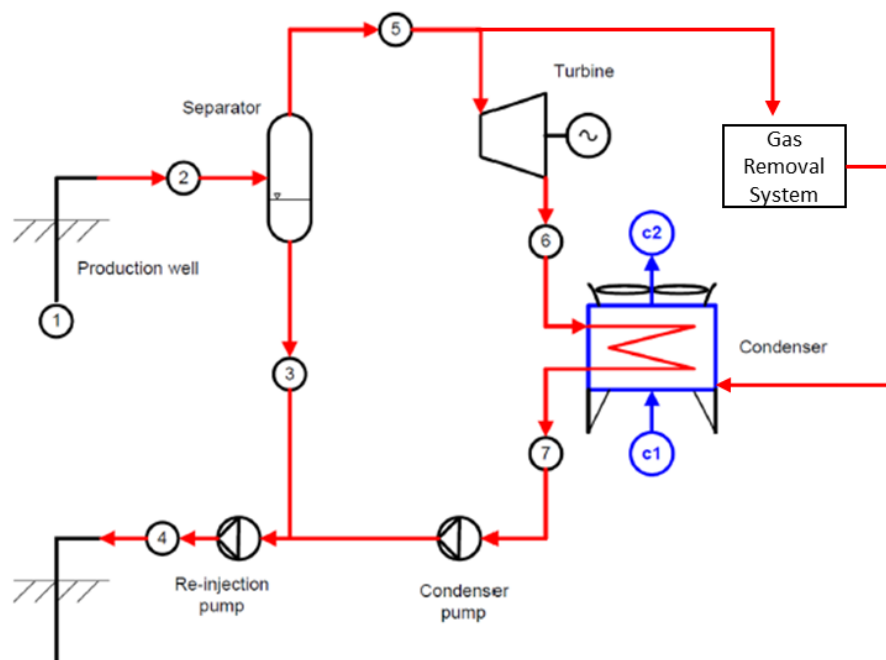 5
Turbine
Separator
Gas
Removal
System
2
6
c2
Production well
1
Condenser
3
7
c1
4
Re-injection
pump
Condenser
pump